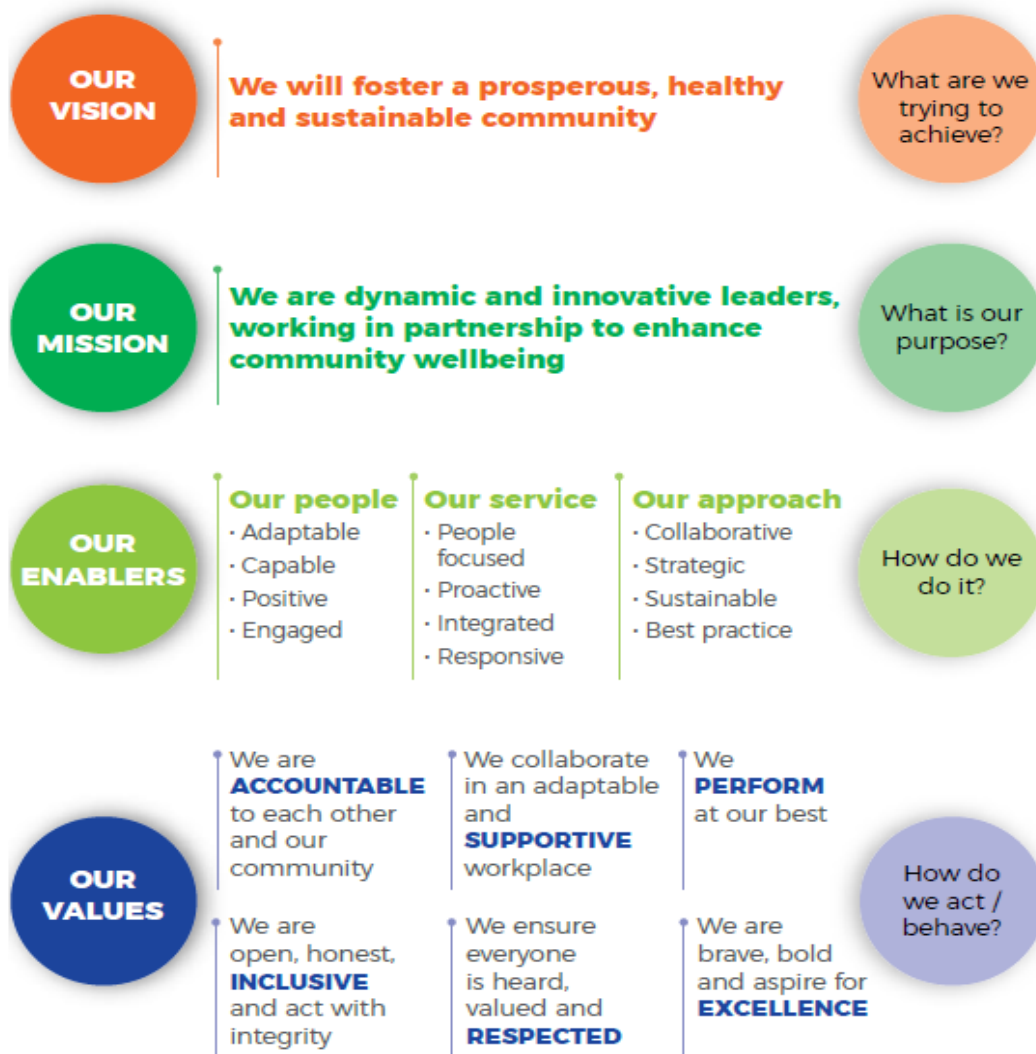 OUR
VISION
We will foster a prosperous, healthy
and sustainable community
What are we
trying to
achieve?
OUR
MISSION
We are dynamic and innovative leaders,
working in partnership to enhance
community wellbeing
What is our
purpose?
OUR
ENABLERS
Our people
· Adaptable
· Capable
· Positive
· Engaged
Our service
· People
focused
· Proactive
· Integrated
· Responsive
Our approach
· Collaborative
· Strategic
· Sustainable
· Best practice
How do we
do it?
OUR
VALUES
We are
ACCOUNTABLE
to each other
and our
community
We collaborate
in an adaptable
and
SUPPORTIVE
workplace
We
PERFORM
at our best
We are
open, honest,
INCLUSIVE
and act with
integrity
We ensure
everyone
is heard,
valued and
RESPECTED
We are
brave, bold
and aspire for
EXCELLENCE
How do
we act /
behave?